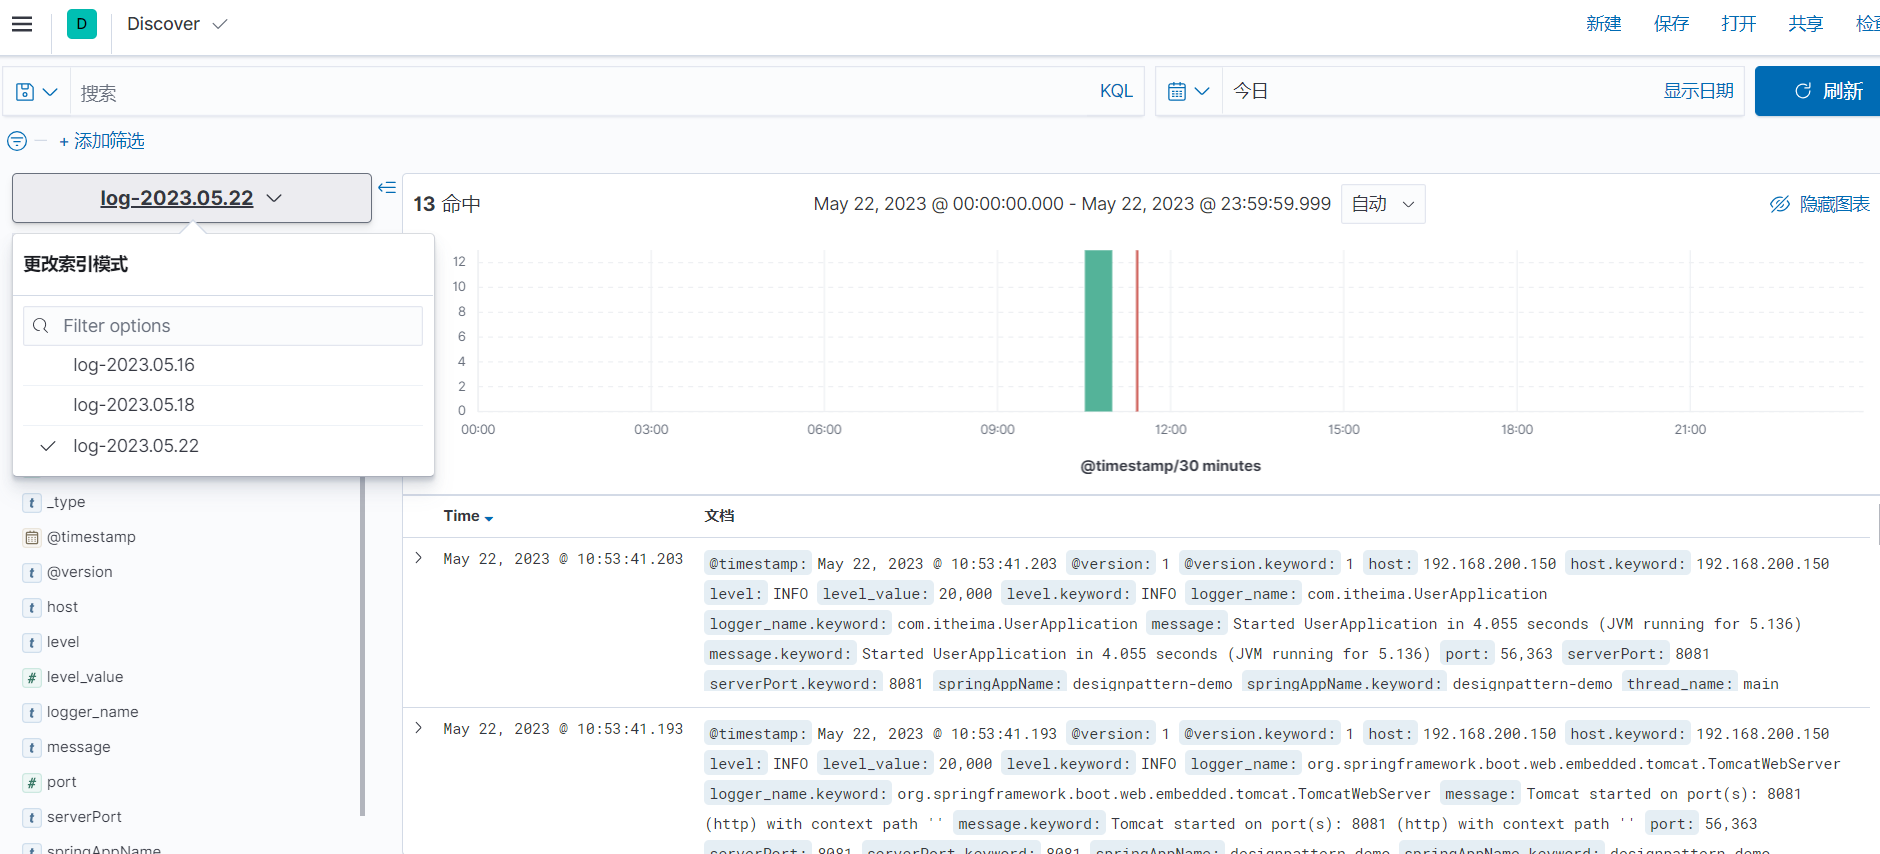 D Discover 新建 保存 打开 共享
搜索 KQL 今日 显示日期 刷新
+ 添加筛选
log-2023.05.22
13 命中 May 22, 2023 @ 00:00:00.000 - May 22, 2023 @ 23:59:59.999 自动 隐藏图表
更改索引模式
Filter options
log-2023.05.16
log-2023.05.18
log-2023.05.22
12
10
8
6
4
2
0
00:00 03:00 06:00 09:00 12:00 15:00 18:00 21:00
@timestamp/30 minutes
t _type
@timestamp
t @version
t host
t level
# level_value
t logger_name
t message
# port
t serverPort
t springAppName
Time 文档
May 22, 2023 @ 10:53:41.203 @timestamp: May 22, 2023 @ 10:53:41.203 @version: 1 @version.keyword: 1 host: 192.168.200.150 host.keyword: 192.168.200.150
level: INFO level_value: 20,000 level.keyword: INFO logger_name: com.itheima.UserApplication
logger_name.keyword: com.itheima.UserApplication message: Started UserApplication in 4.055 seconds (JVM running for 5.136)
message.keyword: Started UserApplication in 4.055 seconds (JVM running for 5.136) port: 56,363 serverPort: 8081
serverPort.keyword: 8081 springAppName: designpattern-demo springAppName.keyword: designpattern-demo thread_name: main
May 22, 2023 @ 10:53:41.193 @timestamp: May 22, 2023 @ 10:53:41.193 @version: 1 @version.keyword: 1 host: 192.168.200.150 host.keyword: 192.168.200.150
level: INFO level_value: 20,000 level.keyword: INFO logger_name: org.springframework.boot.web.embedded.tomcat.TomcatWebServer
logger_name.keyword: org.springframework.boot.web.embedded.tomcat.TomcatWebServer message: Tomcat started on port(s): 8081
(http) with context path '' message.keyword: Tomcat started on port(s): 8081 (http) with context path '' port: 56,363
serverPort: 8081 serverPort.keyword: 8081 springAppName: designpattern-demo springAppName.keyword: designpattern-demo